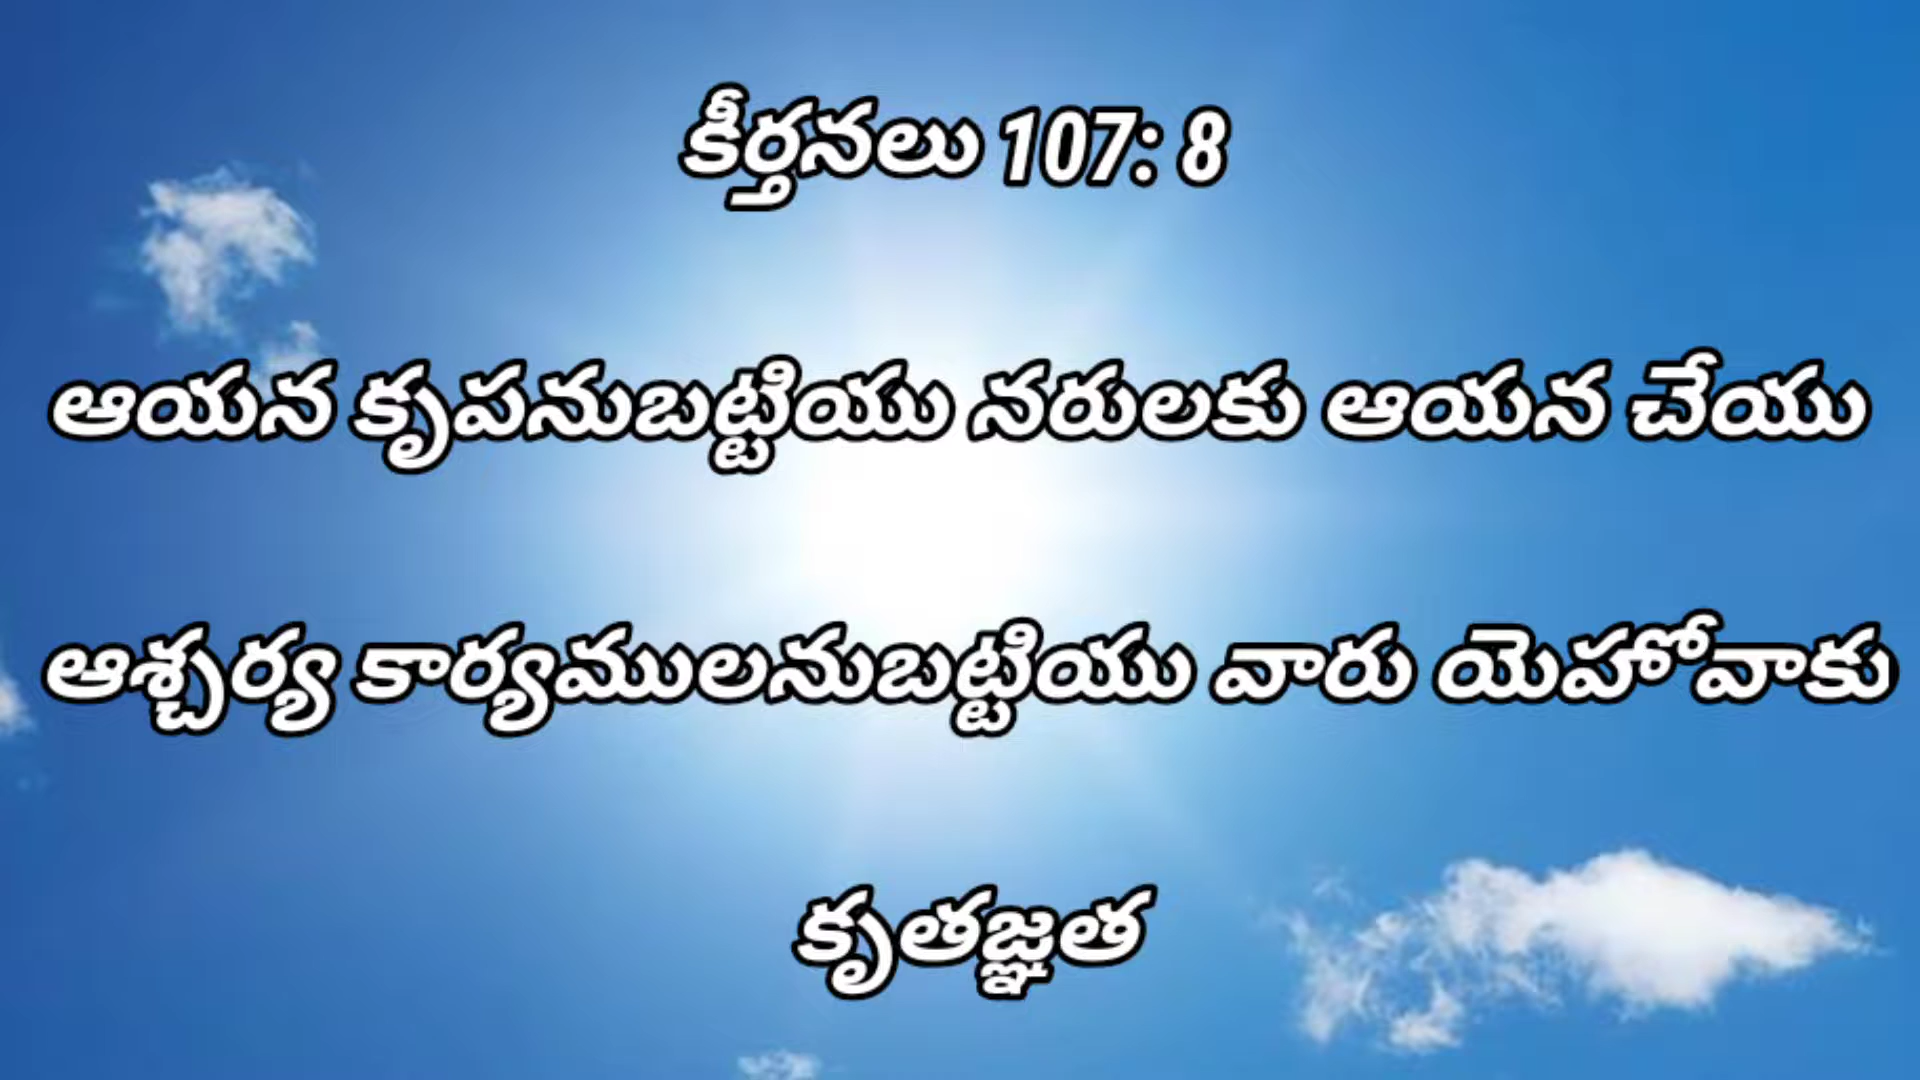 కీర్తనలు 107: 8
ఆయన కృపనుబట్టియు నరులకు ఆయన చేయు
ఆశ్చర్య కార్యములనుబట్టియు వారు యెహోవాకు
కృతజ్ఞత